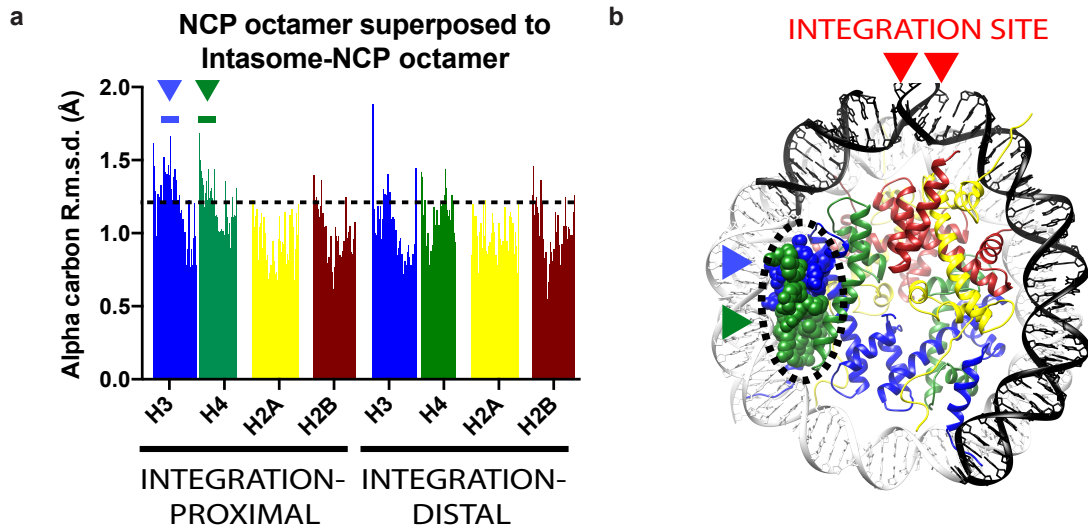 a
NCP octamer superposed to
Intasome-NCP octamer
Alpha carbon R.m.s.d. (Å)
2.0
1.5
1.0
0.5
0.0
H3
H4
H2A
H2B
H3
H4
H2A
H2B
INTEGRATION-
PROXIMAL
INTEGRATION-
DISTAL
b
INTEGRATION SITE